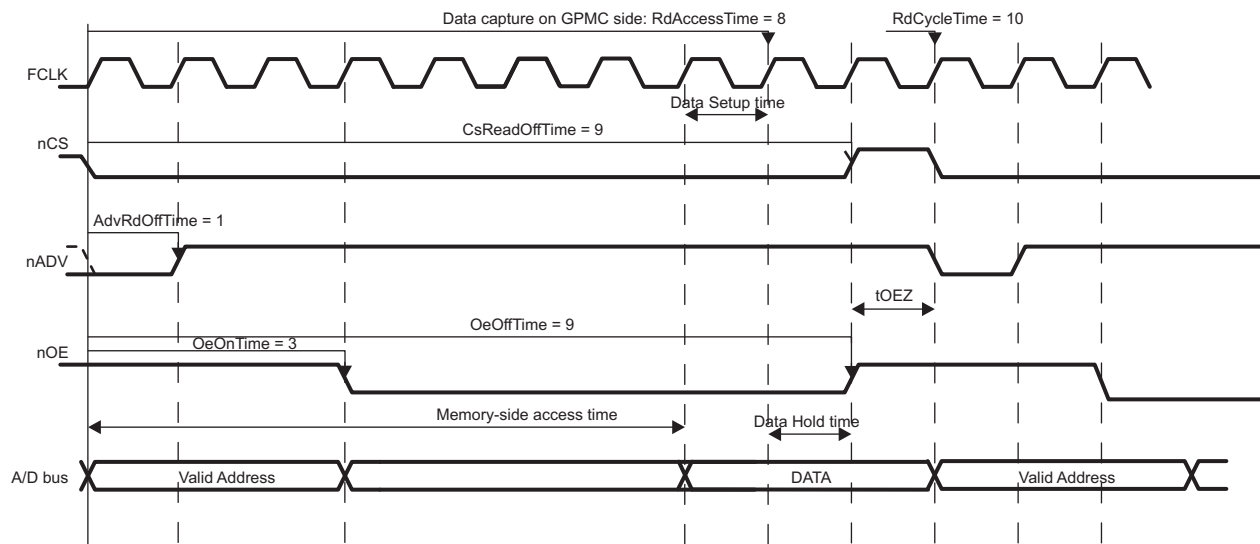 Data capture on GPMC side: RdAccessTime = 8
RdCycleTime = 10
FCLK
Data Setup time
CsReadOffTime = 9
nCS
AdvRdOffTime = 1
nADV
tOEZ
OeOffTime = 9
OeOnTime = 3
nOE
Memory-side access time
Data Hold time
A/D bus
Valid Address
DATA
Valid Address